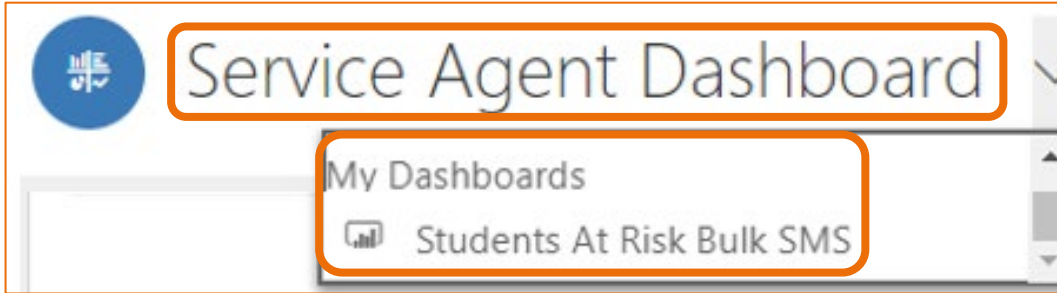 Service Agent Dashboard
My Dashboards
Students At Risk Bulk SMS